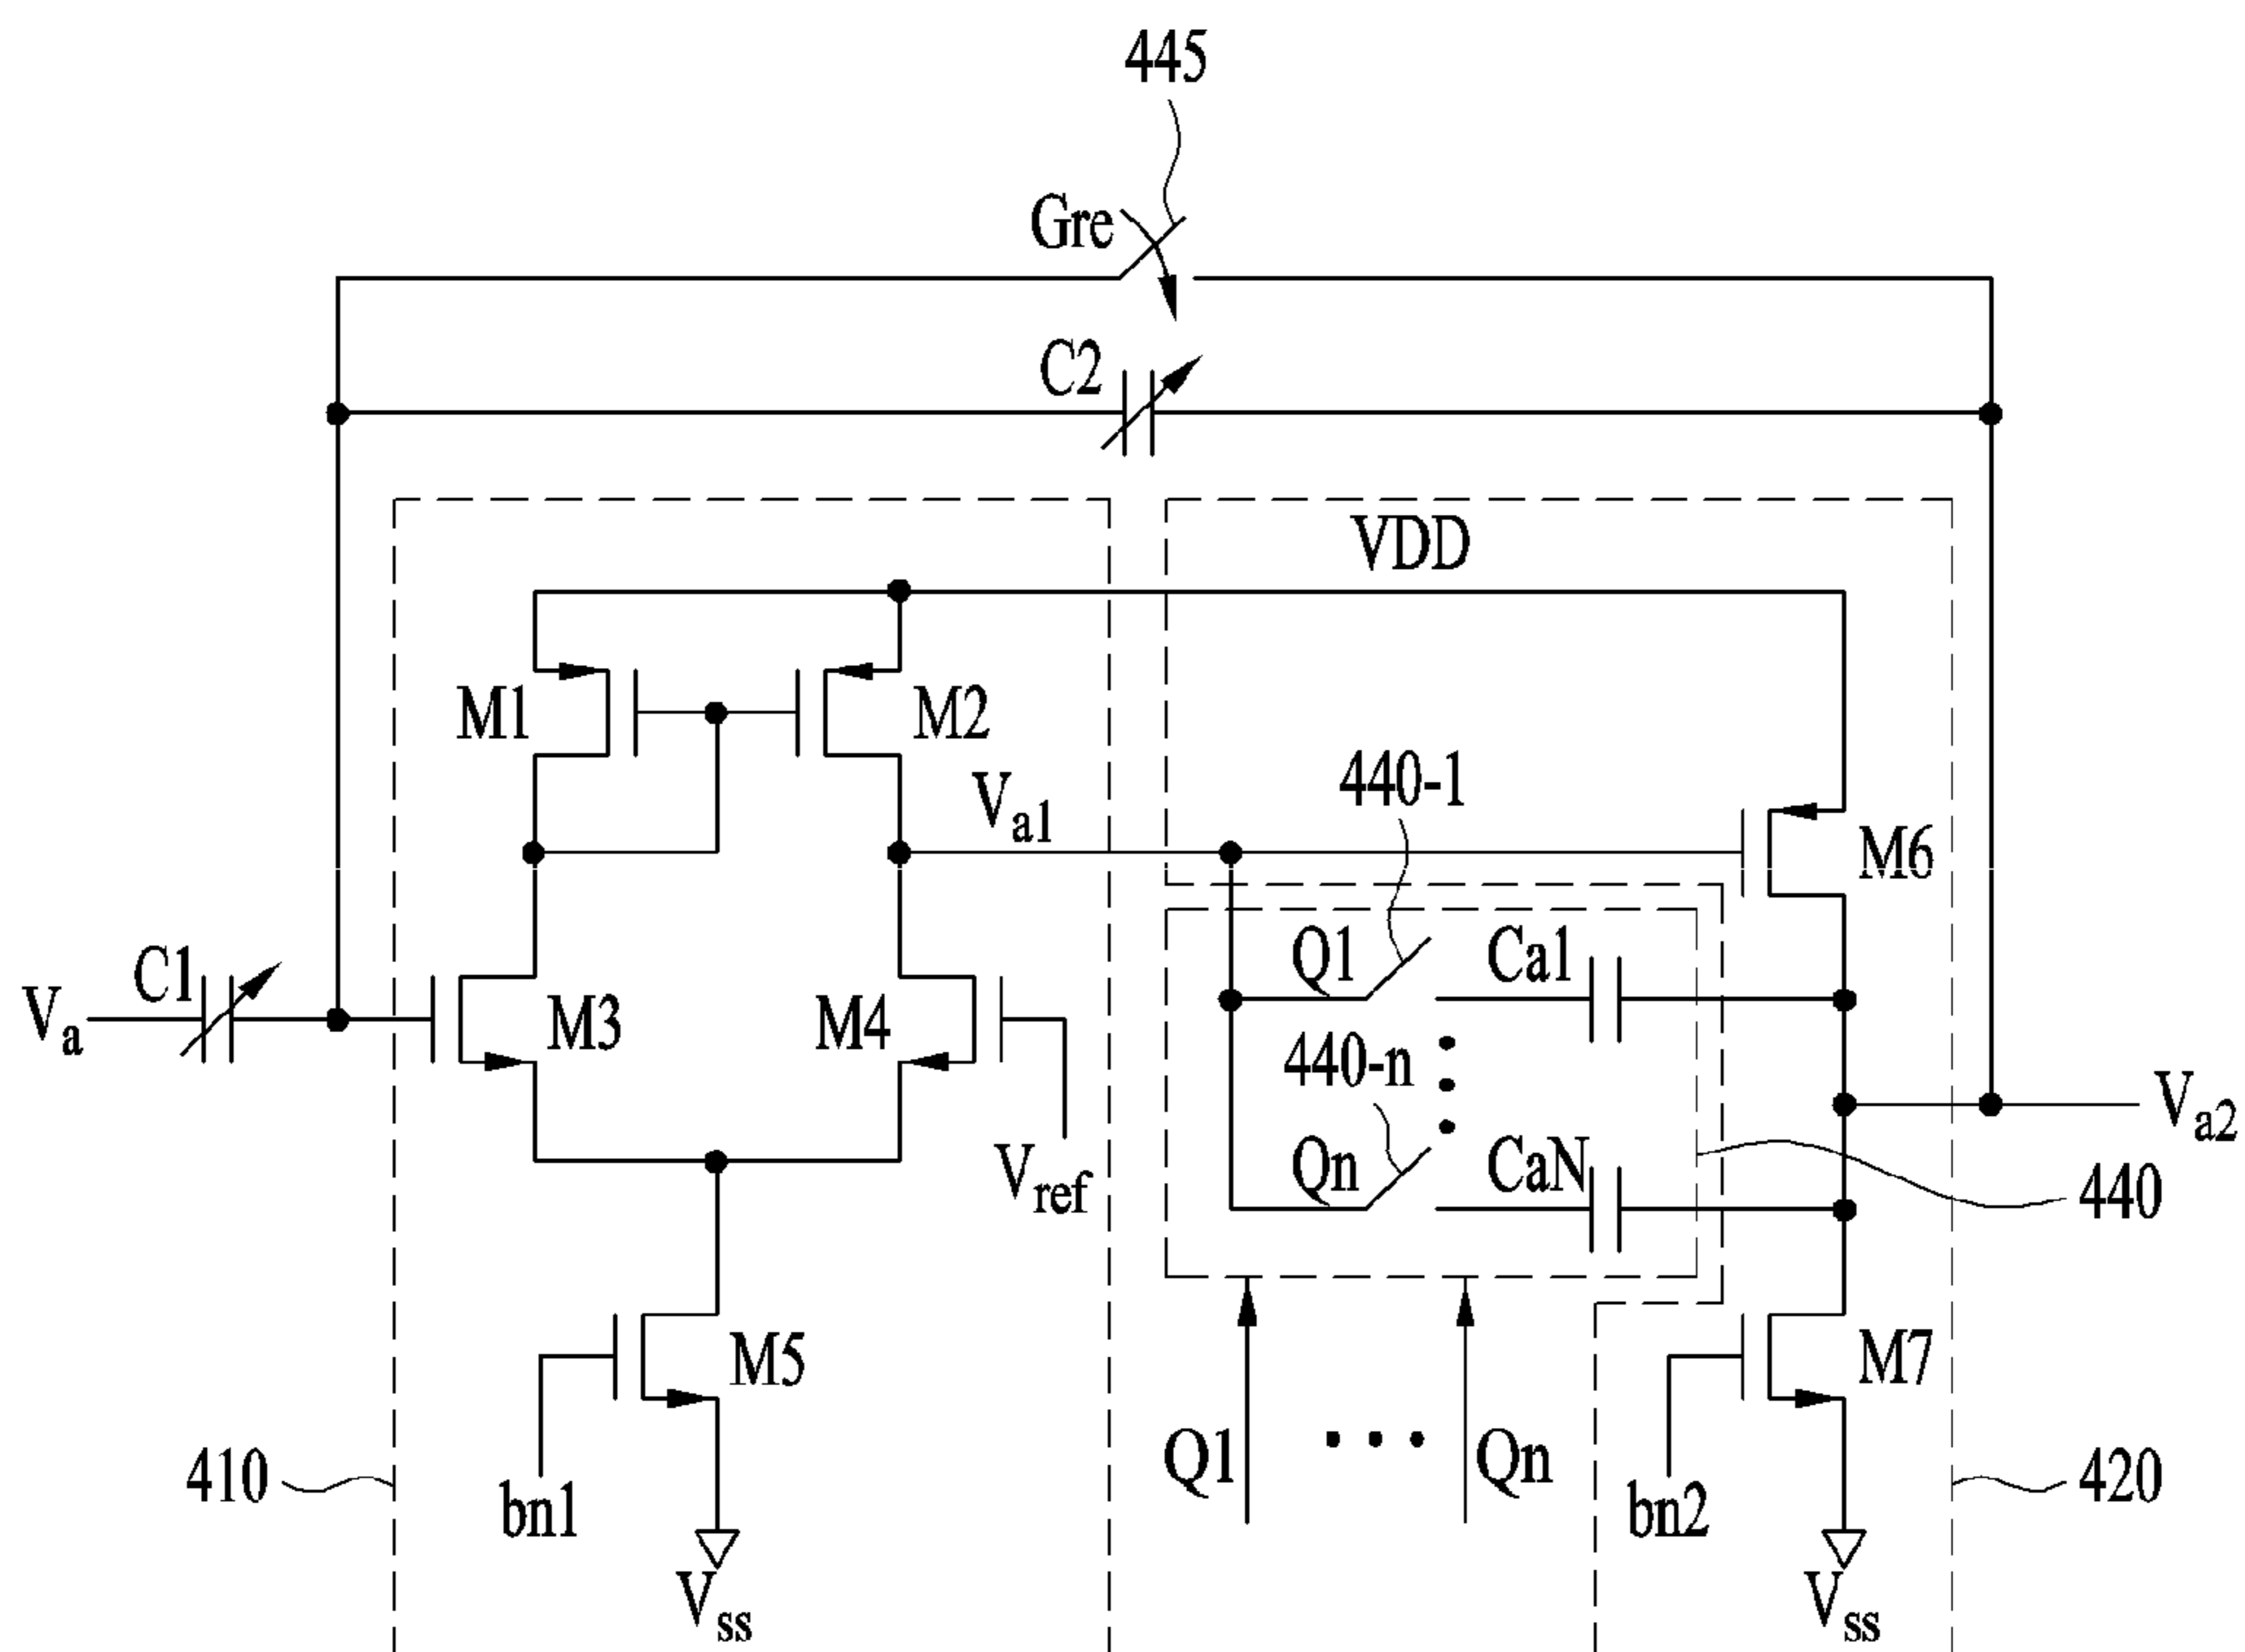 445
Gre
C2
VDD
M1
M2
Va1
440-1
M6
C1
Va
M3
M4
Q1
Ca1
440-n
Vref
Qn
CaN
Va2
440
M5
M7
410
bn1
Q1
Qn
bn2
420
Vss
Vss